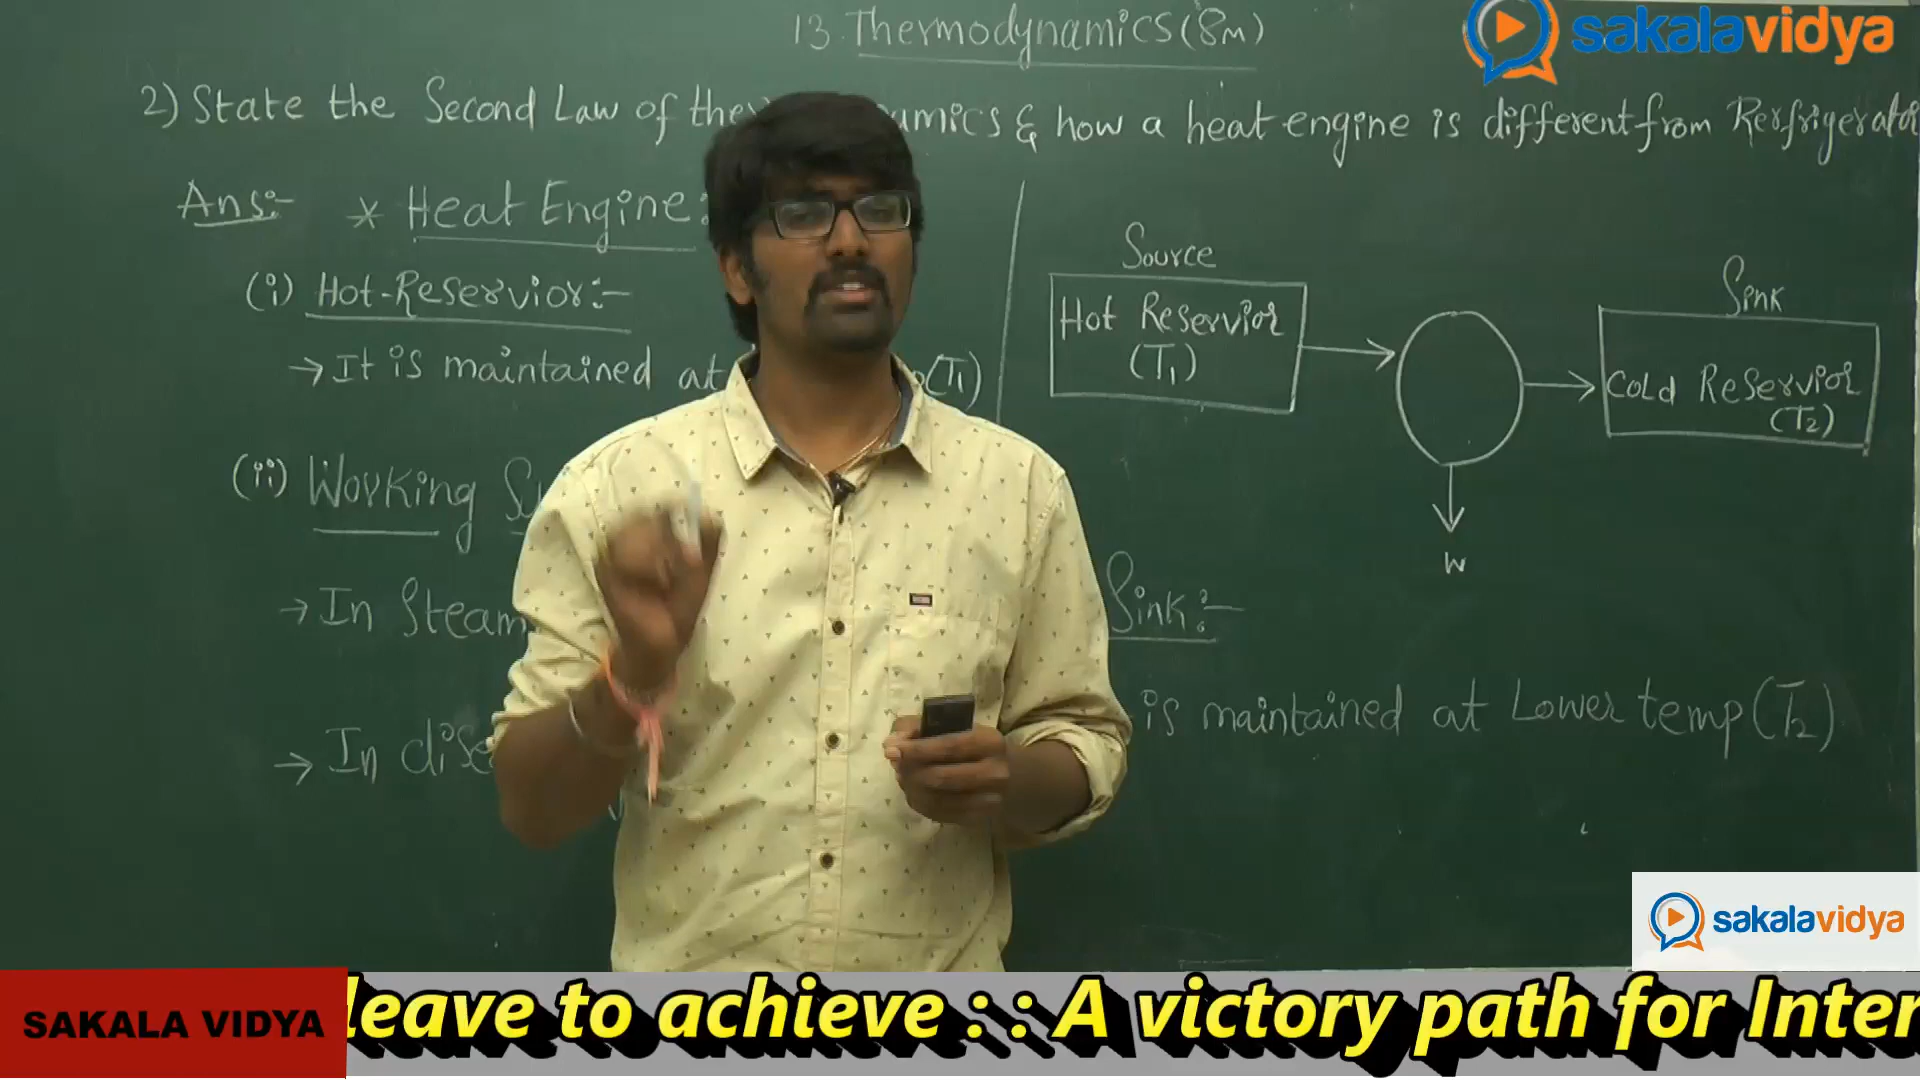 13. Thermodynamics (8M)
sakalavidya
2) State the Second Law of amics & how a heat engine is different from Rerfrigerator
Ans:- * Heat Engine:
(i) Hot-Reservior:-
→ It is maintained at (T1)
(ii) Working
→ In Steam
→ In
Source
Hot Reservior
(T1)
Sink
Cold Reservior
(T2)
W
Sink:-
is maintained at Lower temp (T2)
sakalavidya
SAKALA VIDYA
leave to achieve : : A victory path for Inter